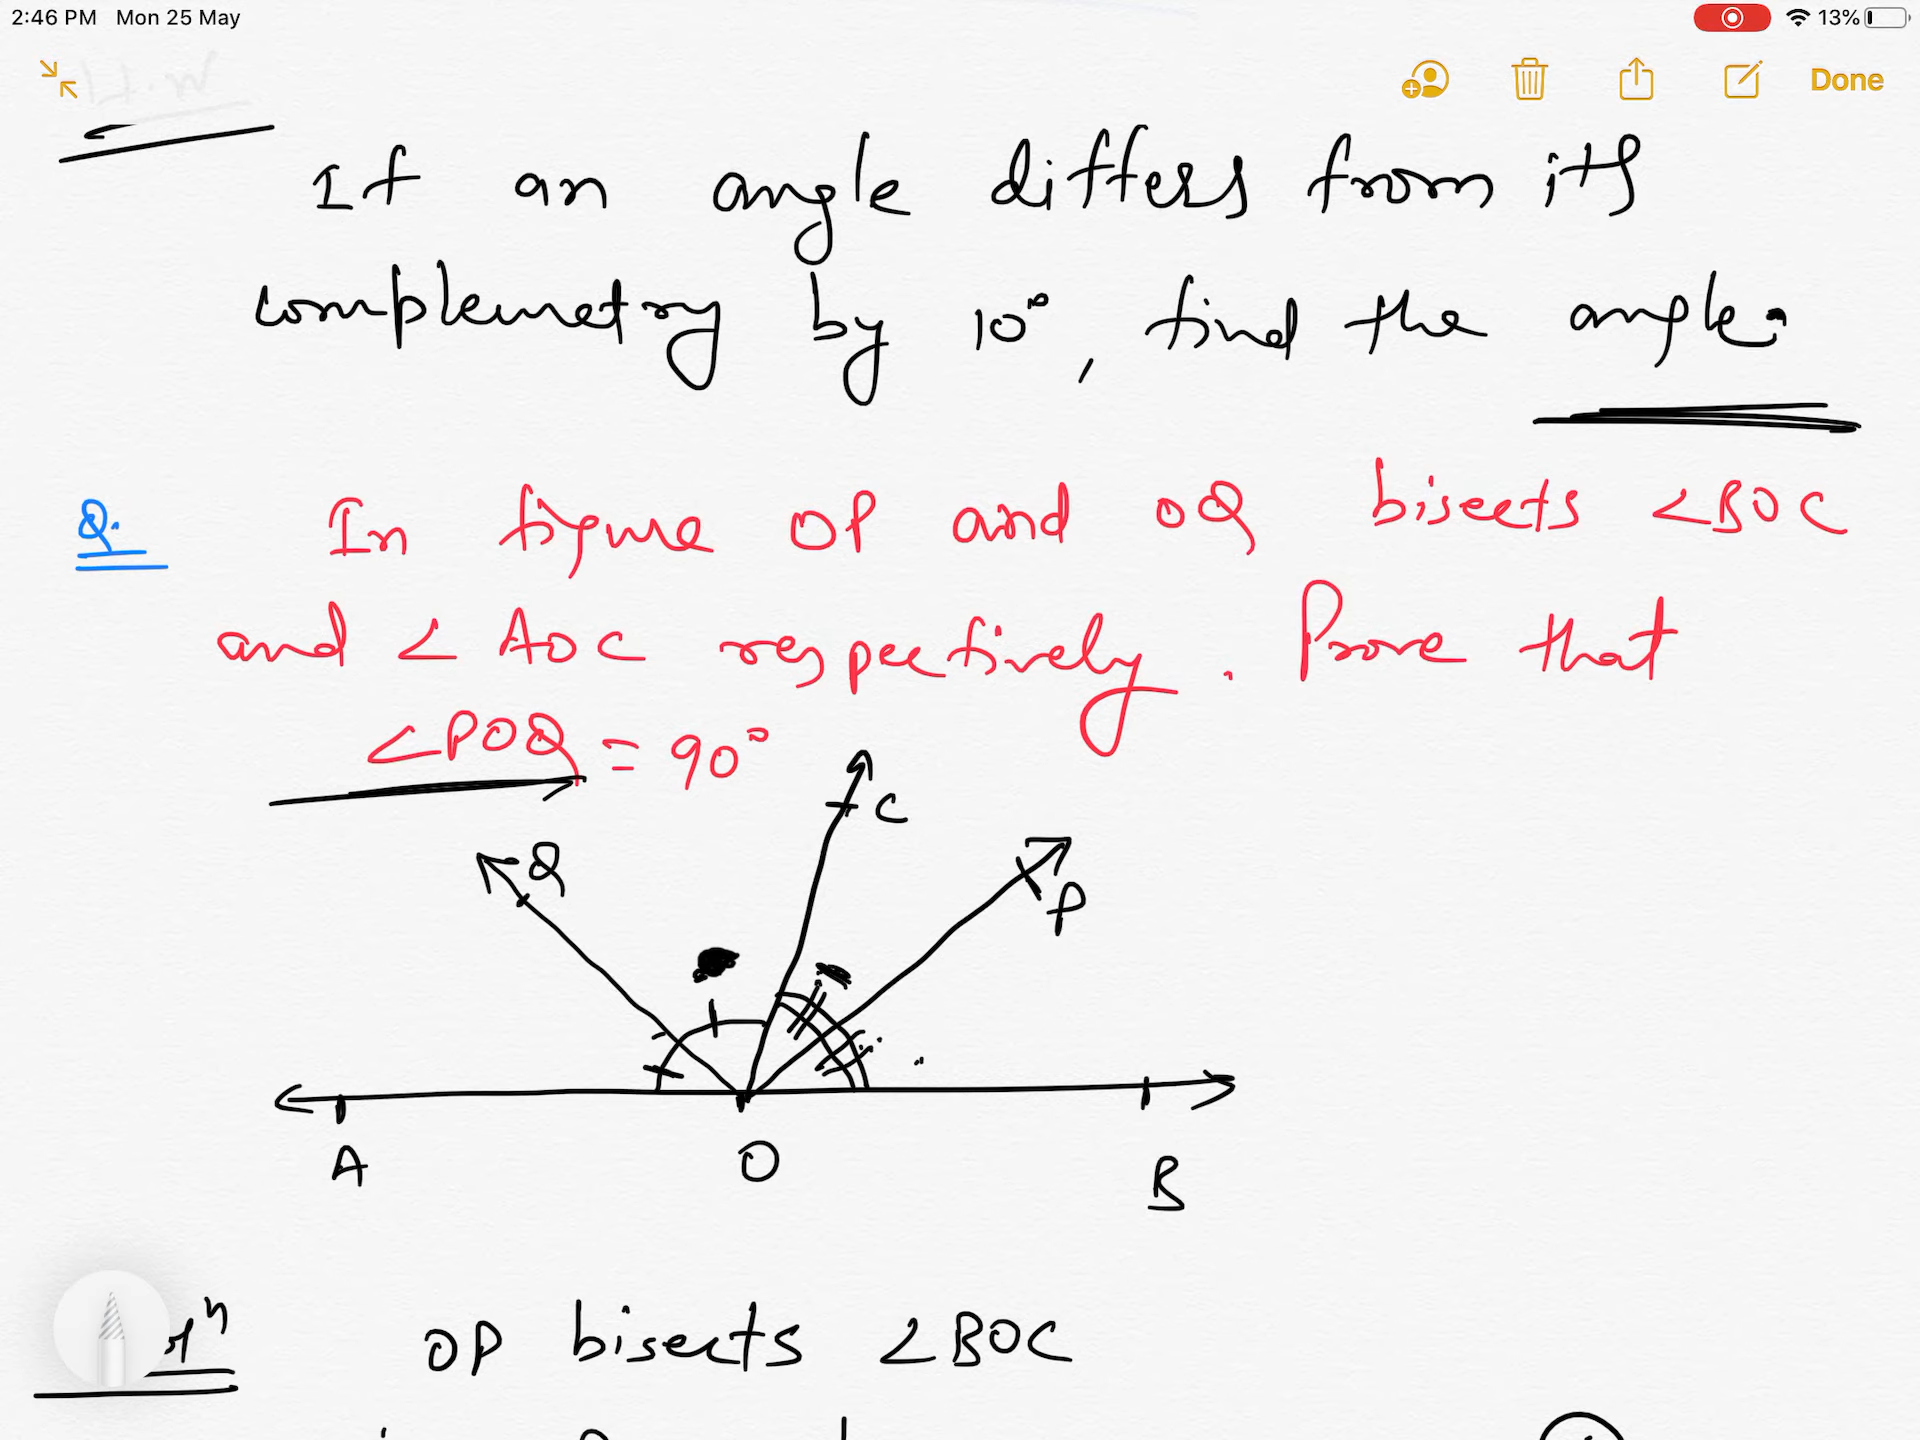 2:46 PM Mon 25 May
13%
Done
H.W
If an angle differs from its
complemetry by 10°, find the angle.
Q. In figure OP and OQ bisects ∠BOC
and ∠AOC respectively. Prove that
∠POQ = 90°
C
Q
P
A O B
OP bisects ∠BOC